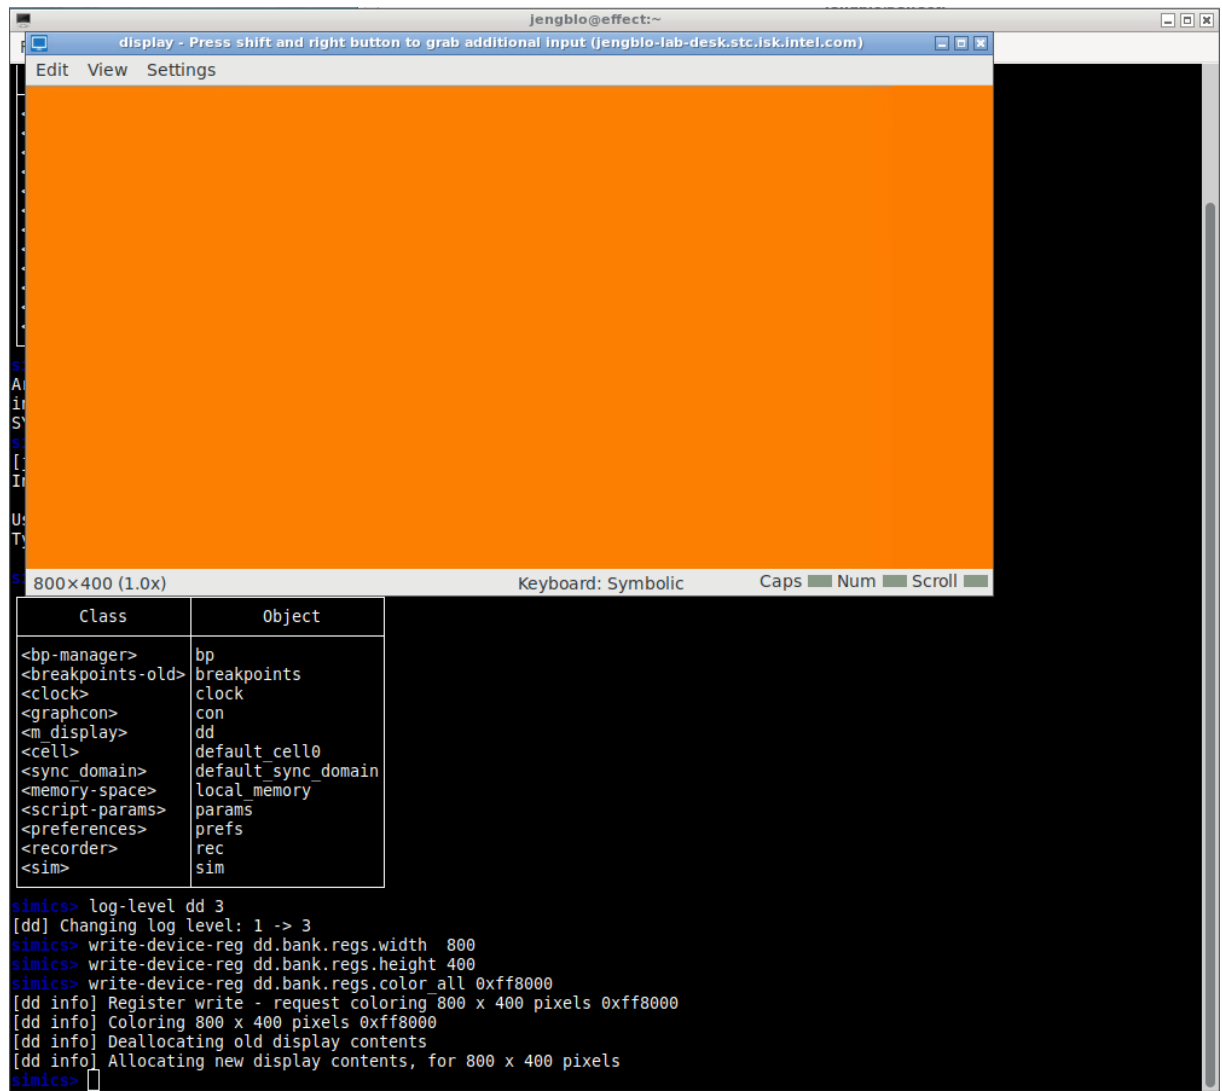 jengblo@effect:~
display - Press shift and right button to grab additional input (jengblo-lab-desk.stc.isk.intel.com)
Edit View Settings
800×400 (1.0x) Keyboard: Symbolic Caps Num Scroll
Class Object
<bp-manager> bp
<breakpoints-old> breakpoints
<clock> clock
<graphcon> con
<m_display> dd
<cell> default_cell0
<sync_domain> default_sync_domain
<memory-space> local_memory
<script-params> params
<preferences> prefs
<recorder> rec
<sim> sim
simics> log-level dd 3
[dd] Changing log level: 1 -> 3
simics> write-device-reg dd.bank.regs.width  800
simics> write-device-reg dd.bank.regs.height 400
simics> write-device-reg dd.bank.regs.color_all 0xff8000
[dd info] Register write - request coloring 800 x 400 pixels 0xff8000
[dd info] Coloring 800 x 400 pixels 0xff8000
[dd info] Deallocating old display contents
[dd info] Allocating new display contents, for 800 x 400 pixels
simics>